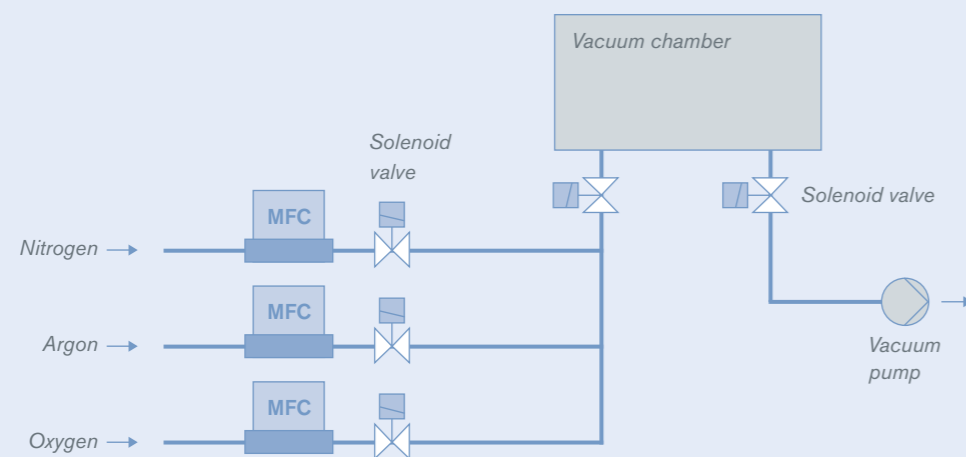 Vacuum chamber
Solenoid
valve
Solenoid valve
MFC
Nitrogen
MFC
Argon
Vacuum
pump
MFC
Oxygen